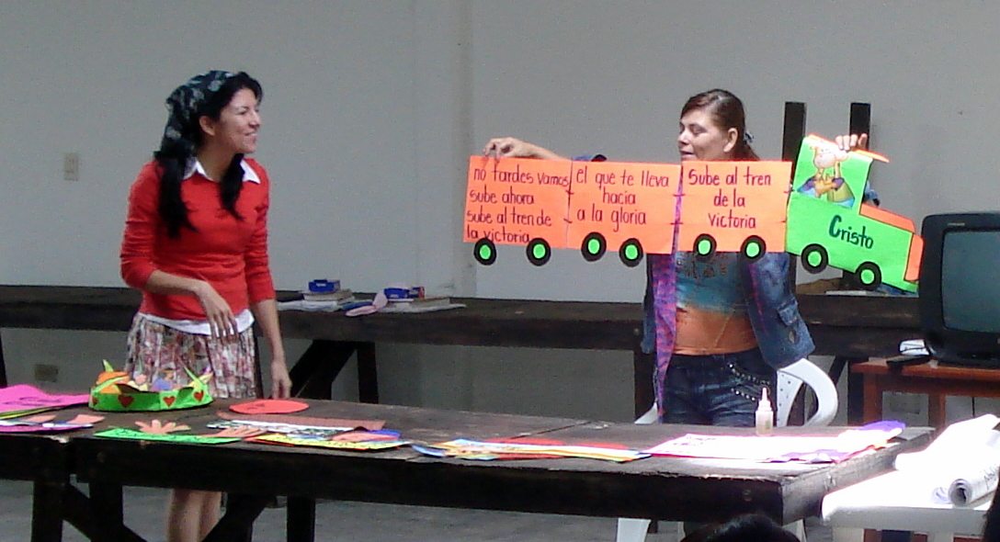 no tardes vamos
sube ahora
sube al tren de
la victoria
el que te lleva
hacia
a la gloria
Sube al tren
de la
victoria
Cristo